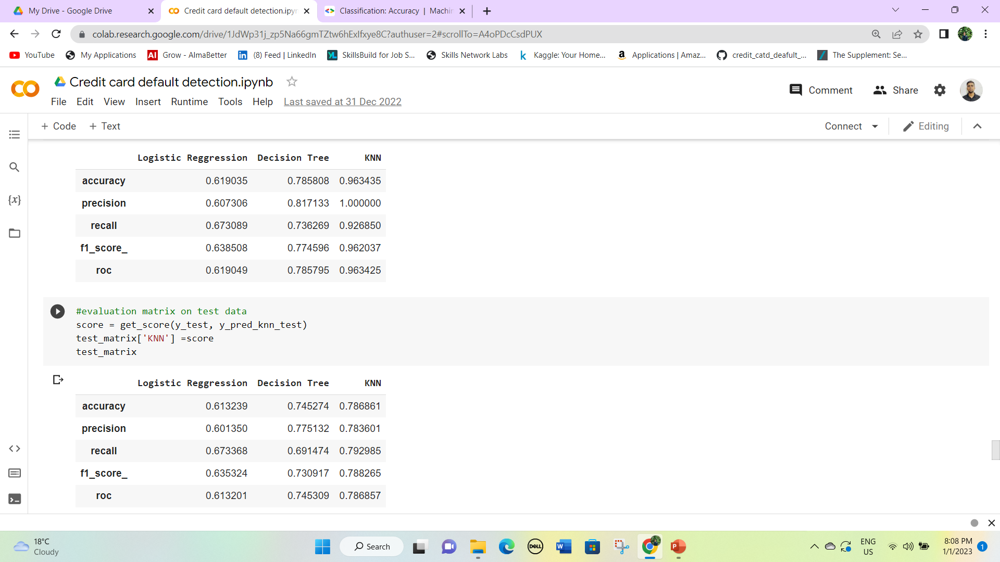 My Drive - Google Drive
Credit card default detection.ipyn
Classification: Accuracy | Machin
colab.research.google.com/drive/1JdWp31j_zp5Na66gmTZtw6hExIfxye8C?authuser=2#scrollTo=A4oPDcCsdPUX
YouTube My Applications AI Grow - AlmaBetter in (8) Feed | LinkedIn YL SkillsBuild for Job S... Skills Network Labs k Kaggle: Your Home... a Applications | Amaz... credit_catd_deafult_... The Supplement: Se...
Credit card default detection.ipynb
Comment Share
File Edit View Insert Runtime Tools Help Last saved at 31 Dec 2022
+ Code + Text Connect Editing
Logistic Reggression Decision Tree KNN
accuracy 0.619035 0.785808 0.963435
precision 0.607306 0.817133 1.000000
recall 0.673089 0.736269 0.926850
f1_score_ 0.638508 0.774596 0.962037
roc 0.619049 0.785795 0.963425
{x}
#evaluation matrix on test data
score = get_score(y_test, y_pred_knn_test)
test_matrix['KNN'] =score
test_matrix
Logistic Reggression Decision Tree KNN
accuracy 0.613239 0.745274 0.786861
precision 0.601350 0.775132 0.783601
recall 0.673368 0.691474 0.792985
f1_score_ 0.635324 0.730917 0.788265
roc 0.613201 0.745309 0.786857
18°C
Cloudy
Search
DELL
W
P
ENG
US
8:08 PM
1/1/2023
1